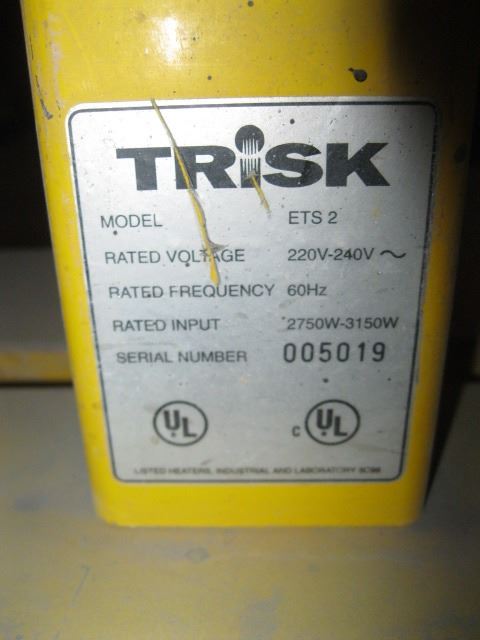 TRISK
MODEL ETS 2
RATED VOLTAGE 220V-240V ~
RATED FREQUENCY 60Hz
RATED INPUT 2750W-3150W
SERIAL NUMBER 005019
UL
C UL
LISTED HEATERS, INDUSTRIAL AND LABORATORY